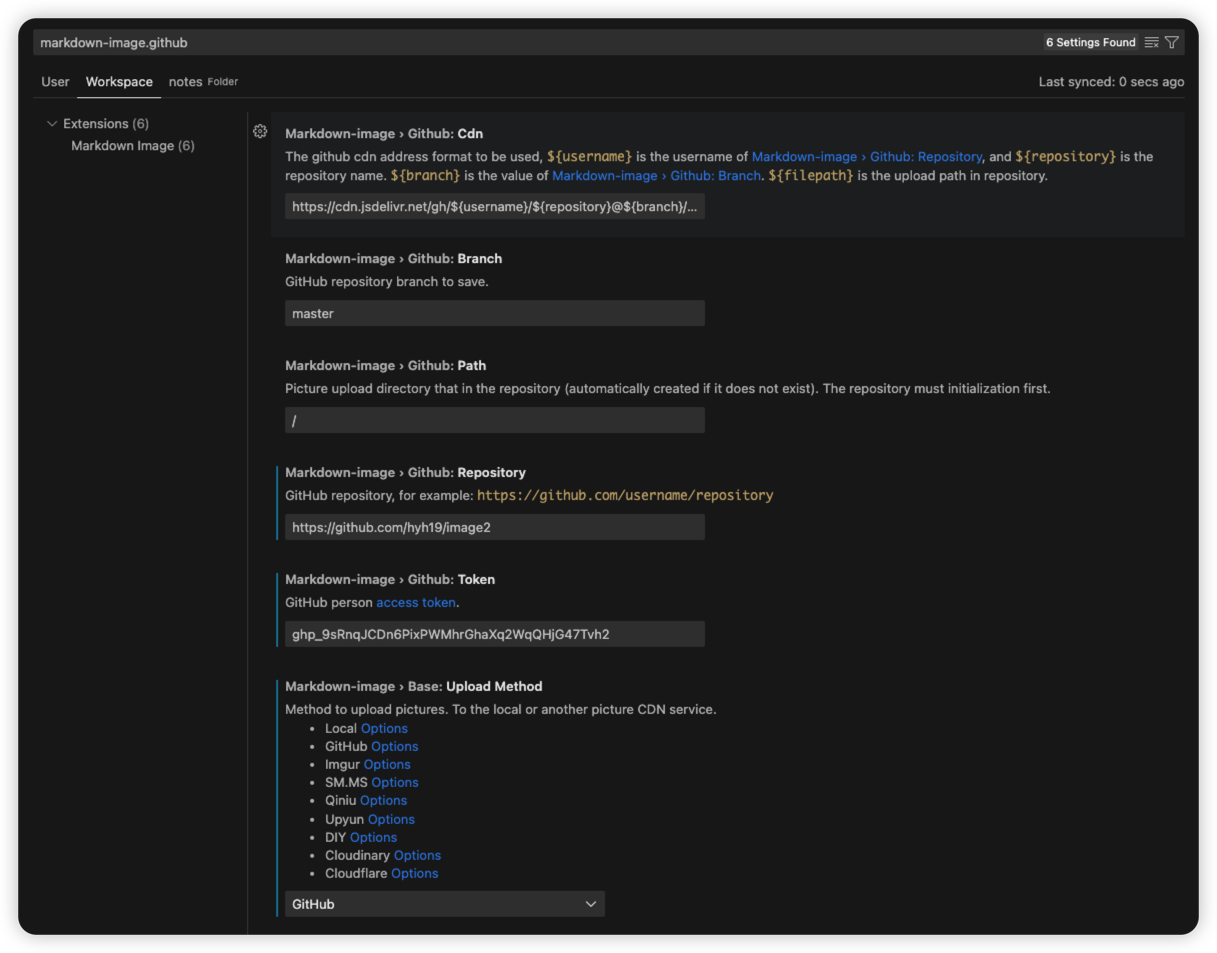 markdown-image.github
6 Settings Found
User Workspace notes Folder
Last synced: 0 secs ago
Extensions (6)
Markdown Image (6)
Markdown-image › Github: Cdn
The github cdn address format to be used, ${username} is the username of Markdown-image › Github: Repository, and ${repository} is the
repository name. ${branch} is the value of Markdown-image › Github: Branch. ${filepath} is the upload path in repository.
https://cdn.jsdelivr.net/gh/${username}/${repository}@${branch}/...
Markdown-image › Github: Branch
GitHub repository branch to save.
master
Markdown-image › Github: Path
Picture upload directory that in the repository (automatically created if it does not exist). The repository must initialization first.
/
Markdown-image › Github: Repository
GitHub repository, for example: https://github.com/username/repository
https://github.com/hyh19/image2
Markdown-image › Github: Token
GitHub person access token.
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
Markdown-image › Base: Upload Method
Method to upload pictures. To the local or another picture CDN service.
• Local Options
• GitHub Options
• Imgur Options
• SM.MS Options
• Qiniu Options
• Upyun Options
• DIY Options
• Cloudinary Options
• Cloudflare Options
GitHub